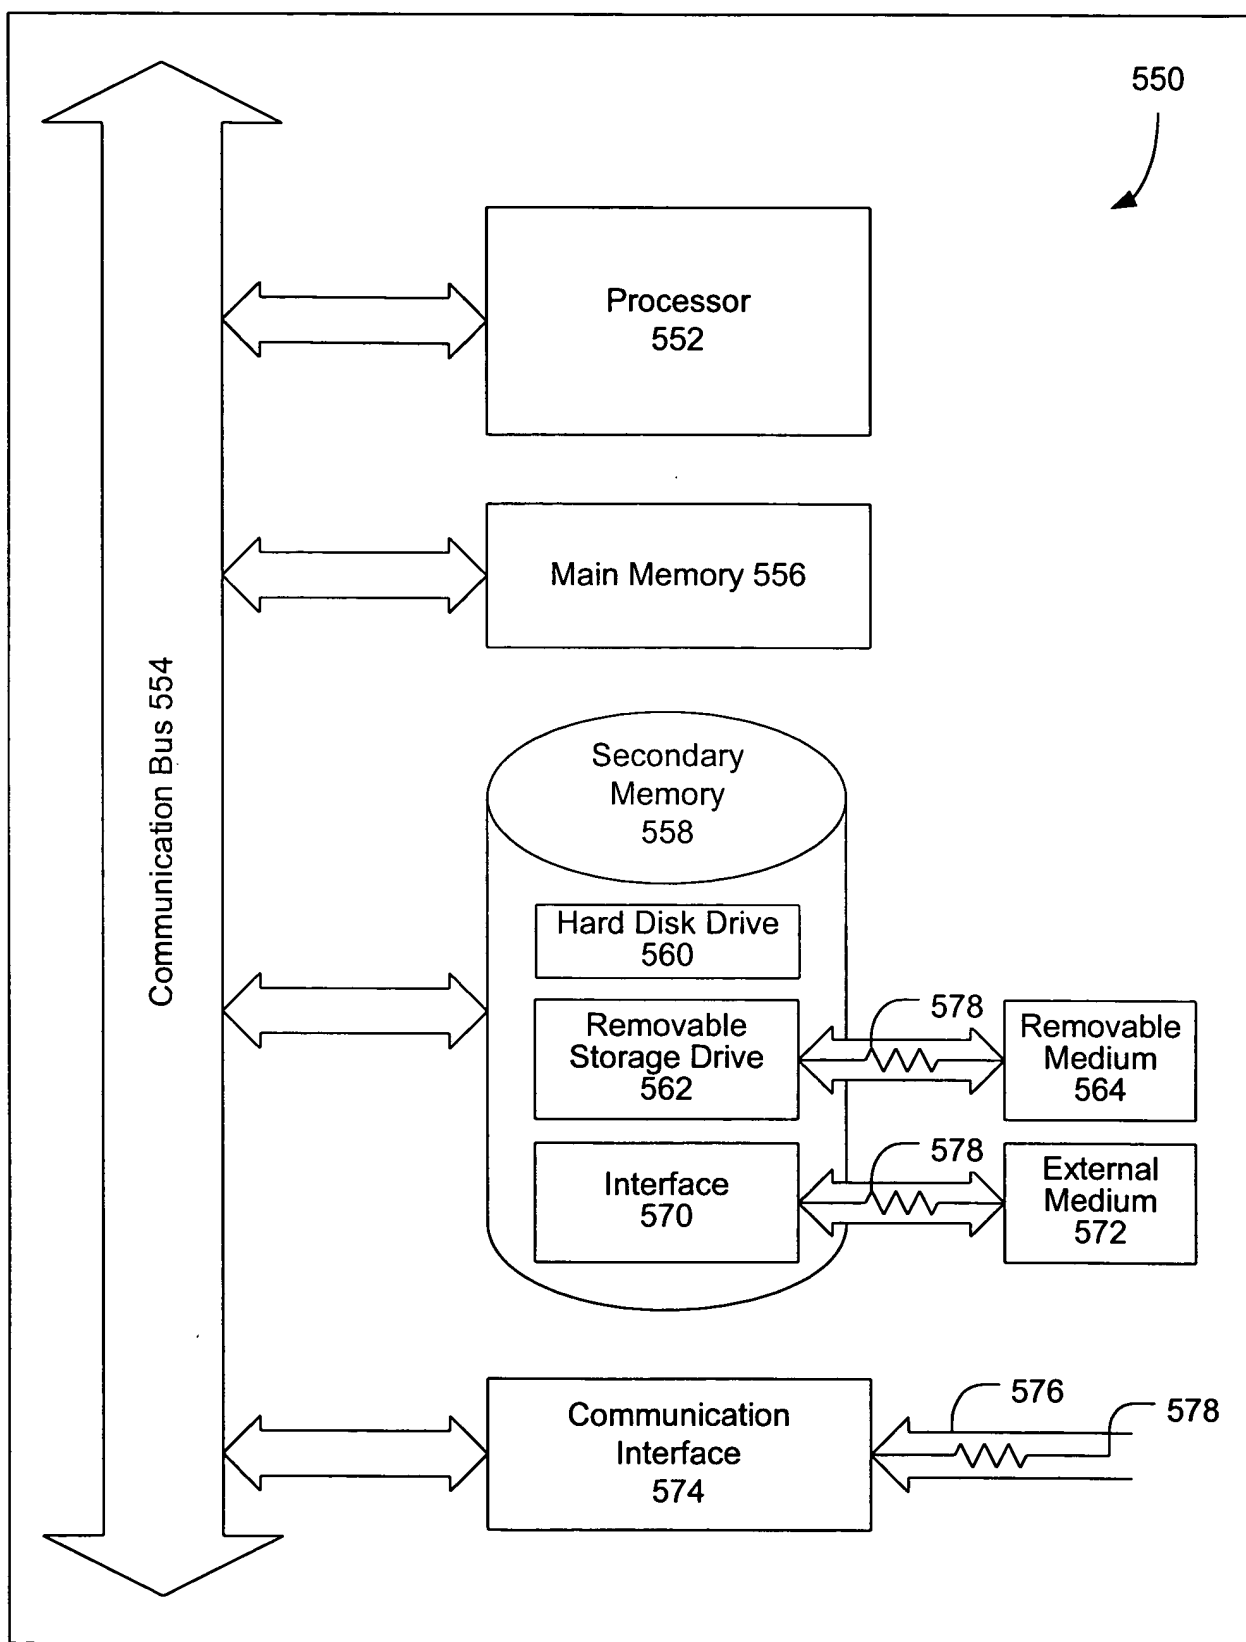 550
Processor
552
Main Memory 556
Communication Bus 554
Secondary
Memory
558
Hard Disk Drive
560
Removable
Storage Drive
562
578
Removable
Medium
564
Interface
570
578
External
Medium
572
Communication
Interface
574
576
578